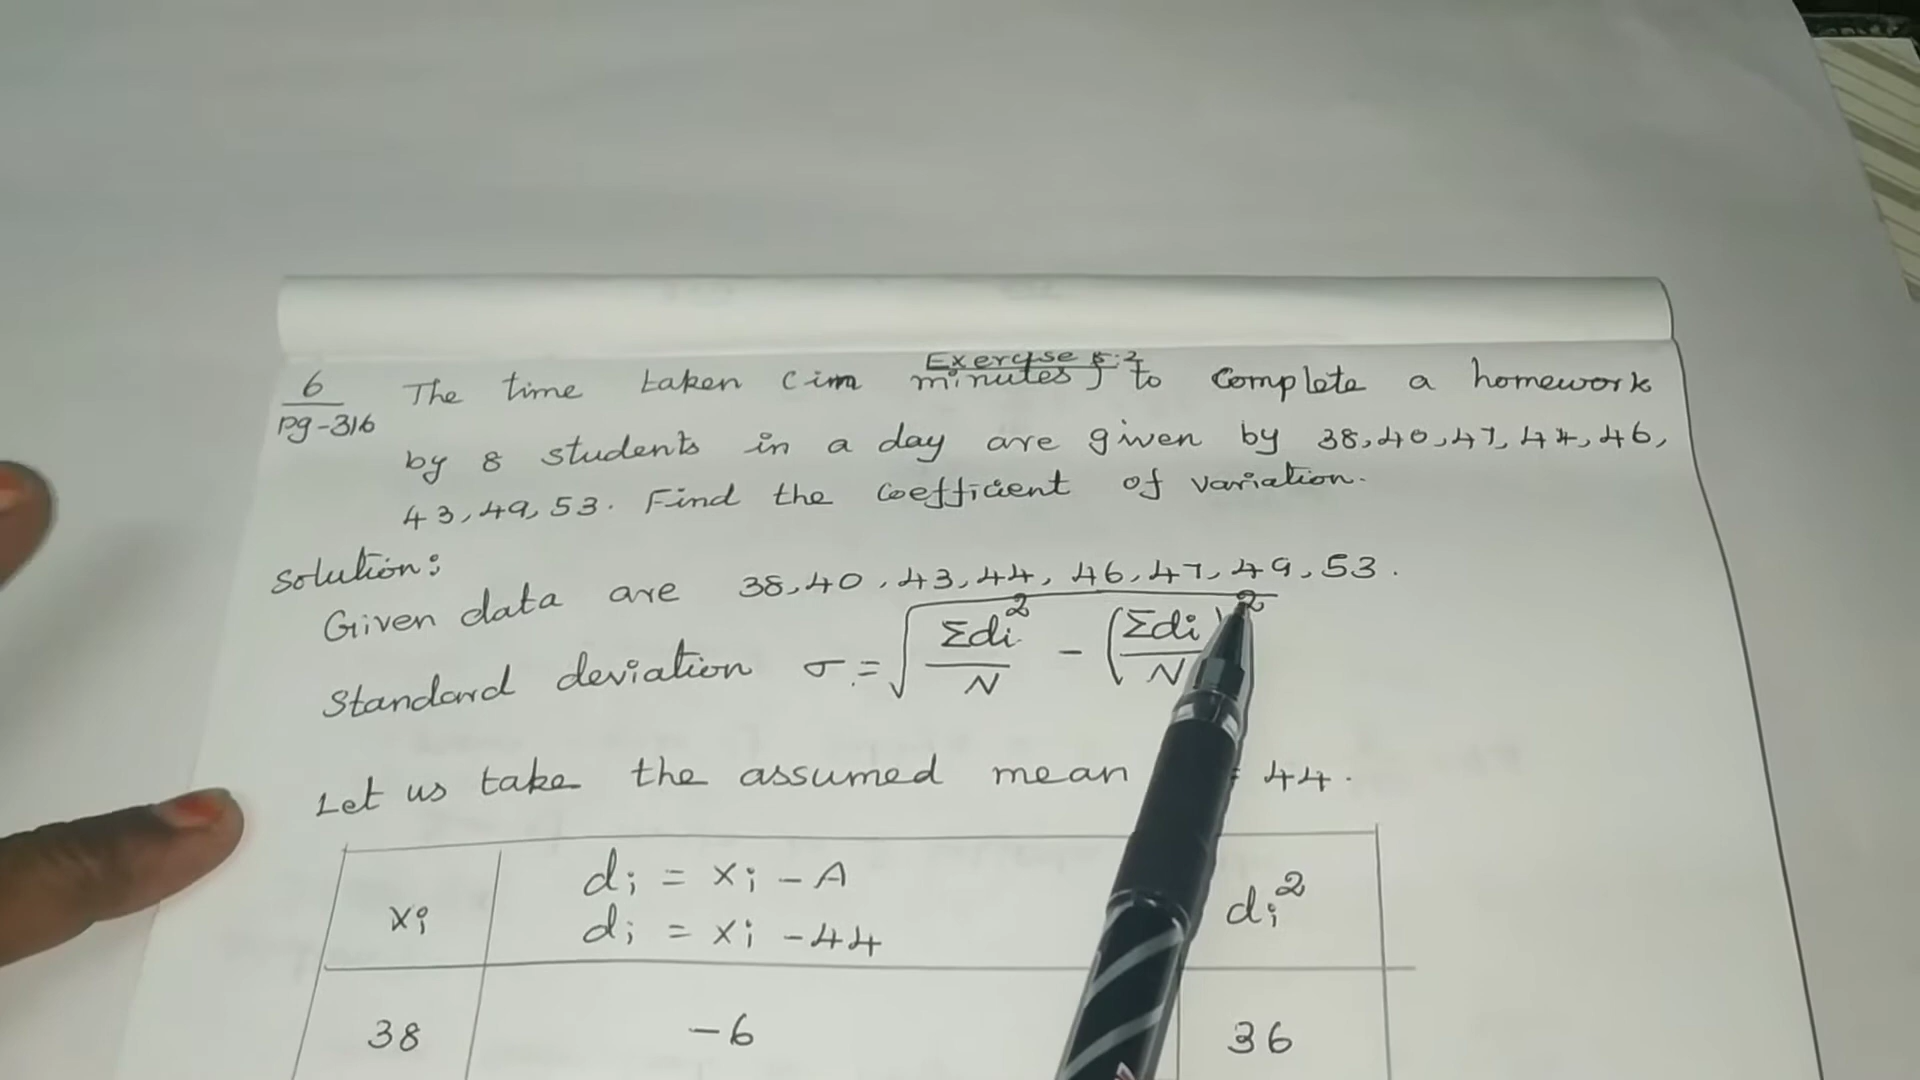 Exercise 8.2
6 The time taken (in minutes) to complete a homework
pg-316
by 8 students in a day are given by 38,40,47,44,46,
43,49,53. Find the coefficient of variation.
Solution:
Given data are 38,40,43,44,46,47,49,53.
Standard deviation σ = √ Σdi²/N - (Σdi/N)²
Let us take the assumed mean = 44.
xi di = xi - A di²
di = xi - 44
38 -6 36